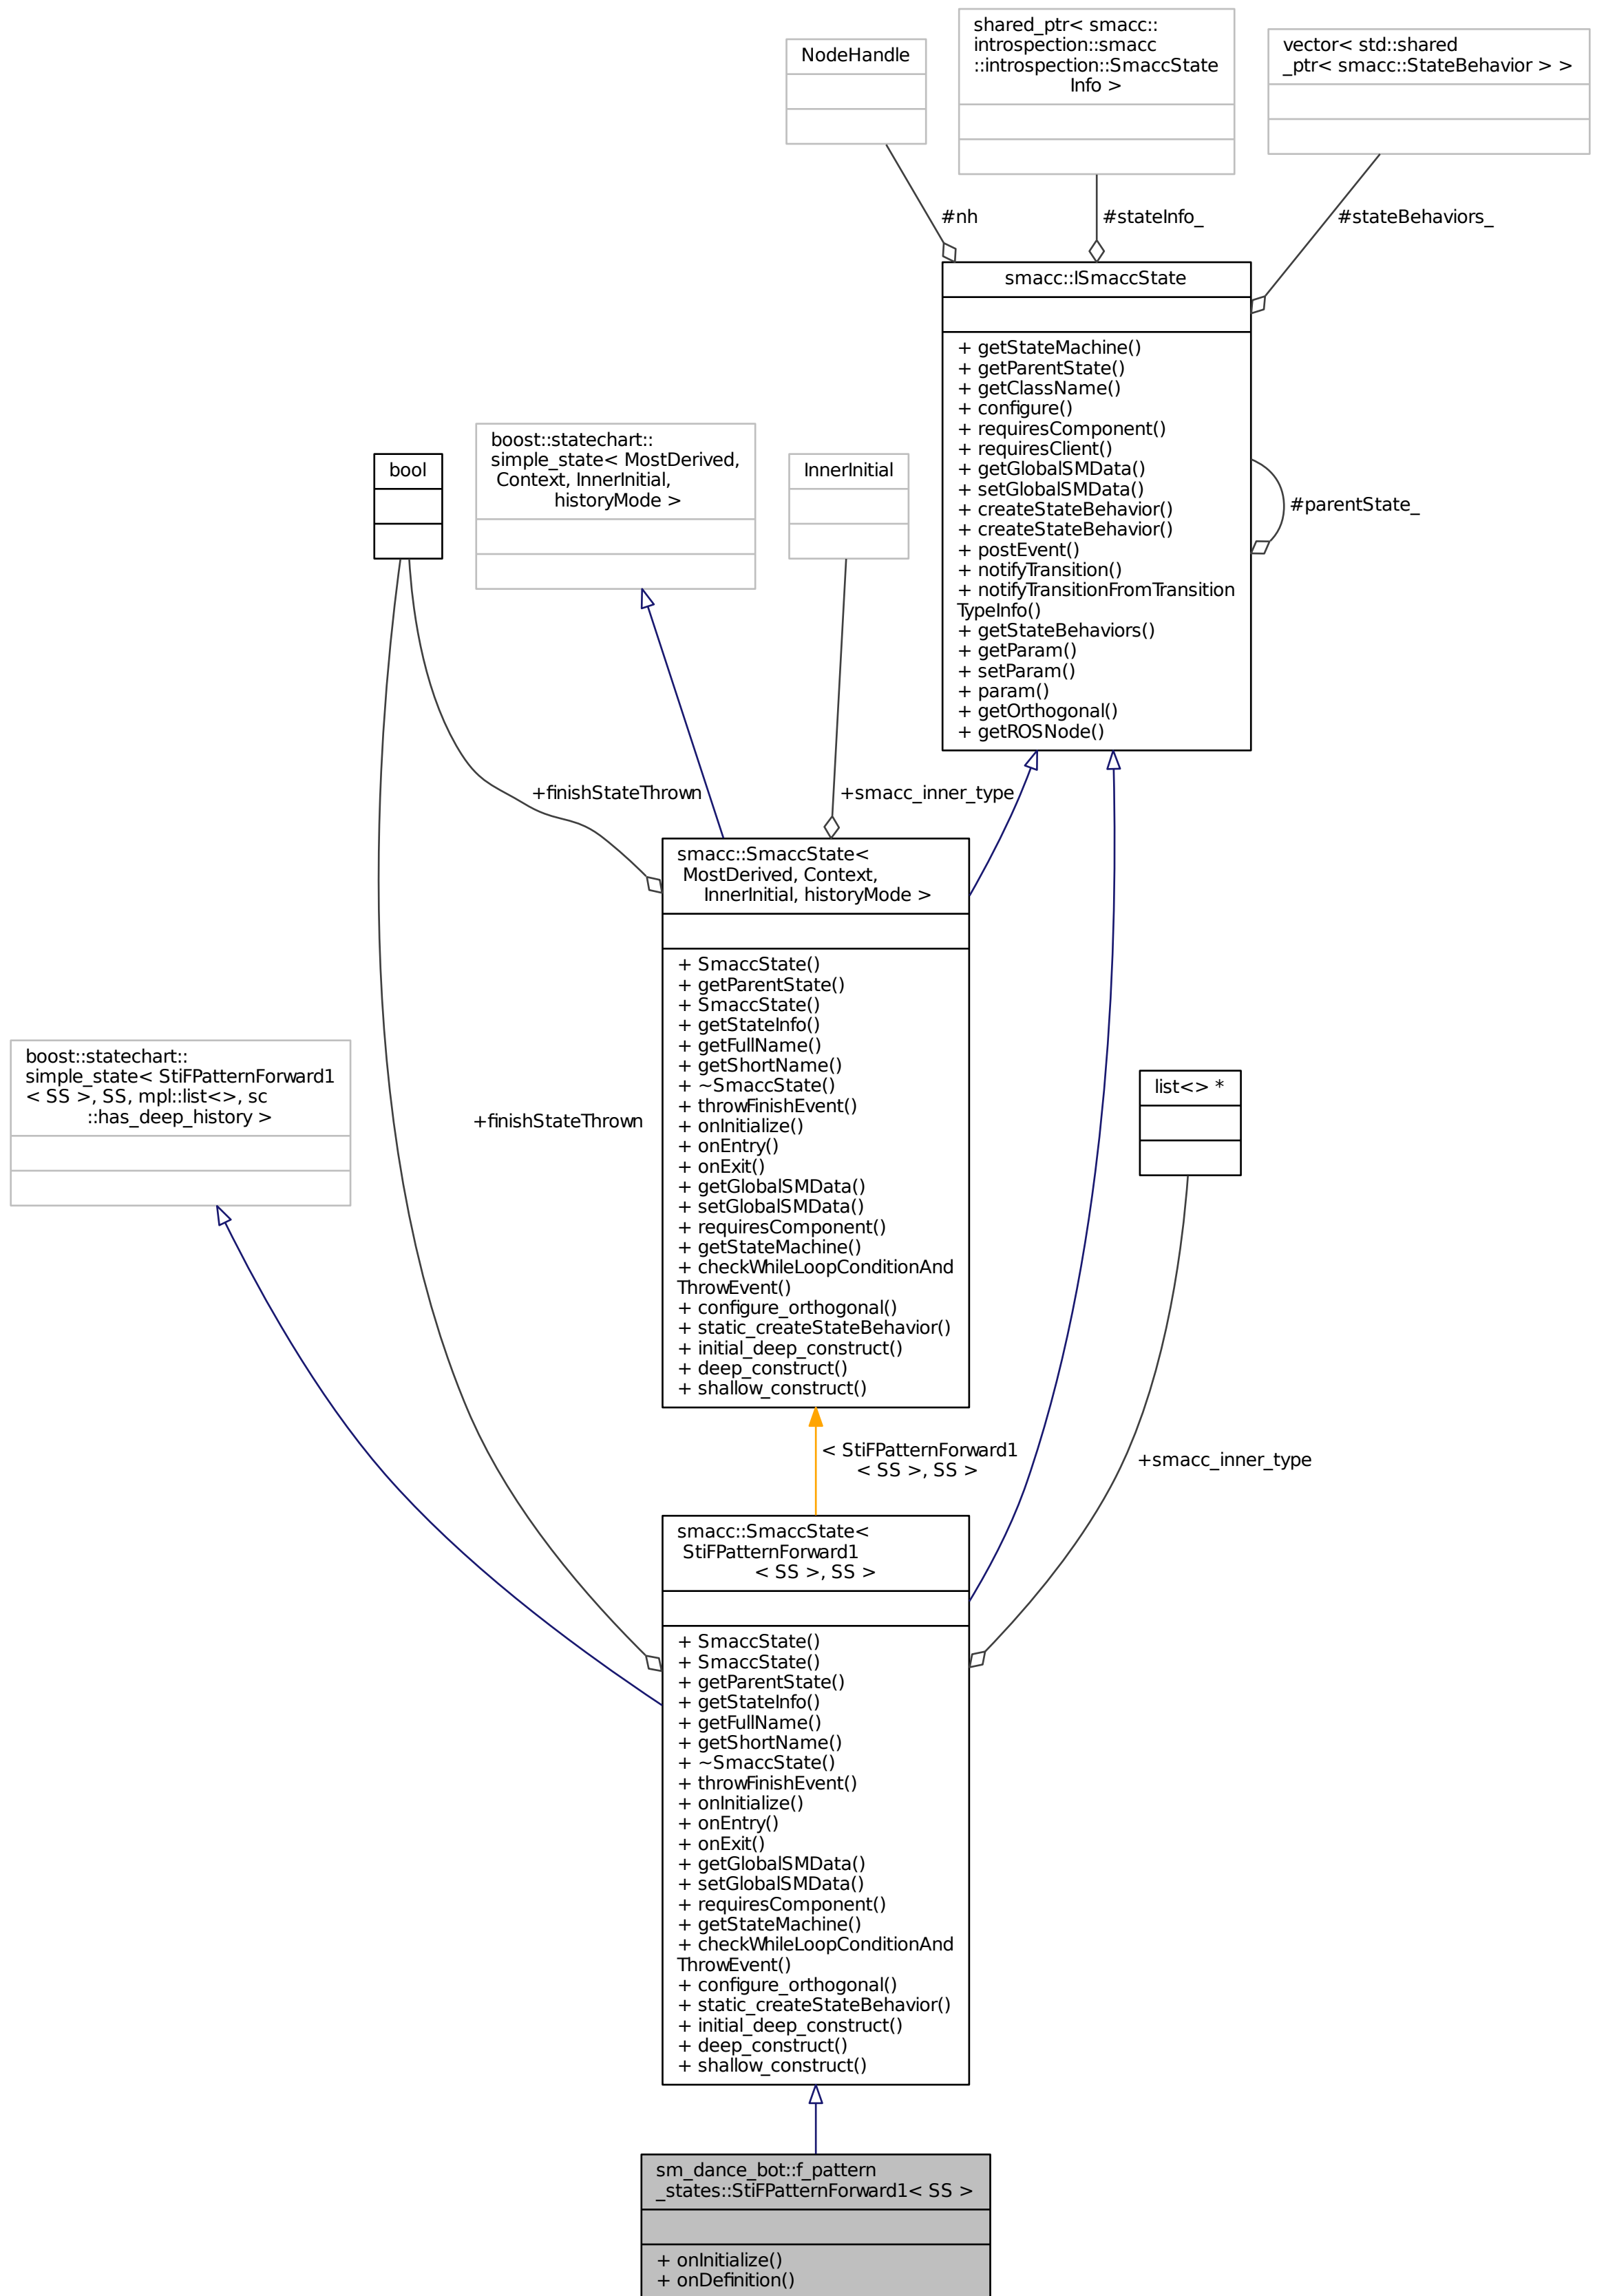 shared_ptr< smacc::
introspection::smacc
::introspection::SmaccState
Info >
NodeHandle
vector< std::shared
_ptr< smacc::StateBehavior > >
#nh
#stateInfo_
#stateBehaviors_
smacc::ISmaccState
+ getStateMachine()
+ getParentState()
+ getClassName()
+ configure()
+ requiresComponent()
+ requiresClient()
+ getGlobalSMData()
+ setGlobalSMData()
+ createStateBehavior()
+ createStateBehavior()
+ postEvent()
+ notifyTransition()
+ notifyTransitionFromTransition
TypeInfo()
+ getStateBehaviors()
+ getParam()
+ setParam()
+ param()
+ getOrthogonal()
+ getROSNode()
#parentState_
bool
boost::statechart::
simple_state< MostDerived,
Context, InnerInitial,
historyMode >
InnerInitial
+finishStateThrown
+smacc_inner_type
smacc::SmaccState<
MostDerived, Context,
InnerInitial, historyMode >
+ SmaccState()
+ getParentState()
+ SmaccState()
+ getStateInfo()
+ getFullName()
+ getShortName()
+ ~SmaccState()
+ throwFinishEvent()
+ onInitialize()
+ onEntry()
+ onExit()
+ getGlobalSMData()
+ setGlobalSMData()
+ requiresComponent()
+ getStateMachine()
+ checkWhileLoopConditionAnd
ThrowEvent()
+ configure_orthogonal()
+ static_createStateBehavior()
+ initial_deep_construct()
+ deep_construct()
+ shallow_construct()
boost::statechart::
simple_state< StiFPatternForward1
< SS >, SS, mpl::list<>, sc
::has_deep_history >
+finishStateThrown
list<> *
< StiFPatternForward1
< SS >, SS >
+smacc_inner_type
smacc::SmaccState<
StiFPatternForward1
< SS >, SS >
+ SmaccState()
+ SmaccState()
+ getParentState()
+ getStateInfo()
+ getFullName()
+ getShortName()
+ ~SmaccState()
+ throwFinishEvent()
+ onInitialize()
+ onEntry()
+ onExit()
+ getGlobalSMData()
+ setGlobalSMData()
+ requiresComponent()
+ getStateMachine()
+ checkWhileLoopConditionAnd
ThrowEvent()
+ configure_orthogonal()
+ static_createStateBehavior()
+ initial_deep_construct()
+ deep_construct()
+ shallow_construct()
sm_dance_bot::f_pattern
_states::StiFPatternForward1< SS >
+ onInitialize()
+ onDefinition()